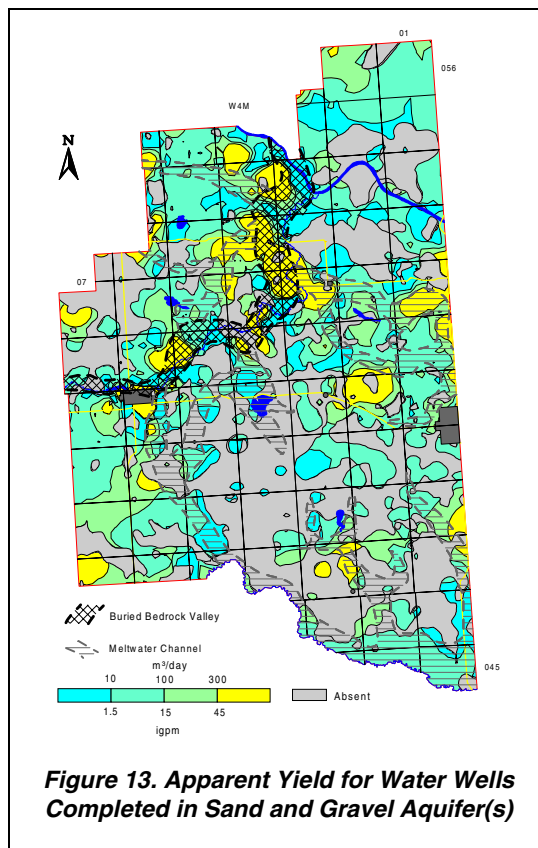 01
056
W4M
N
07
Buried Bedrock Valley
Meltwater Channel
m³/day
10 100 300
Absent
1.5 15 45
igpm
045
Figure 13. Apparent Yield for Water Wells
Completed in Sand and Gravel Aquifer(s)